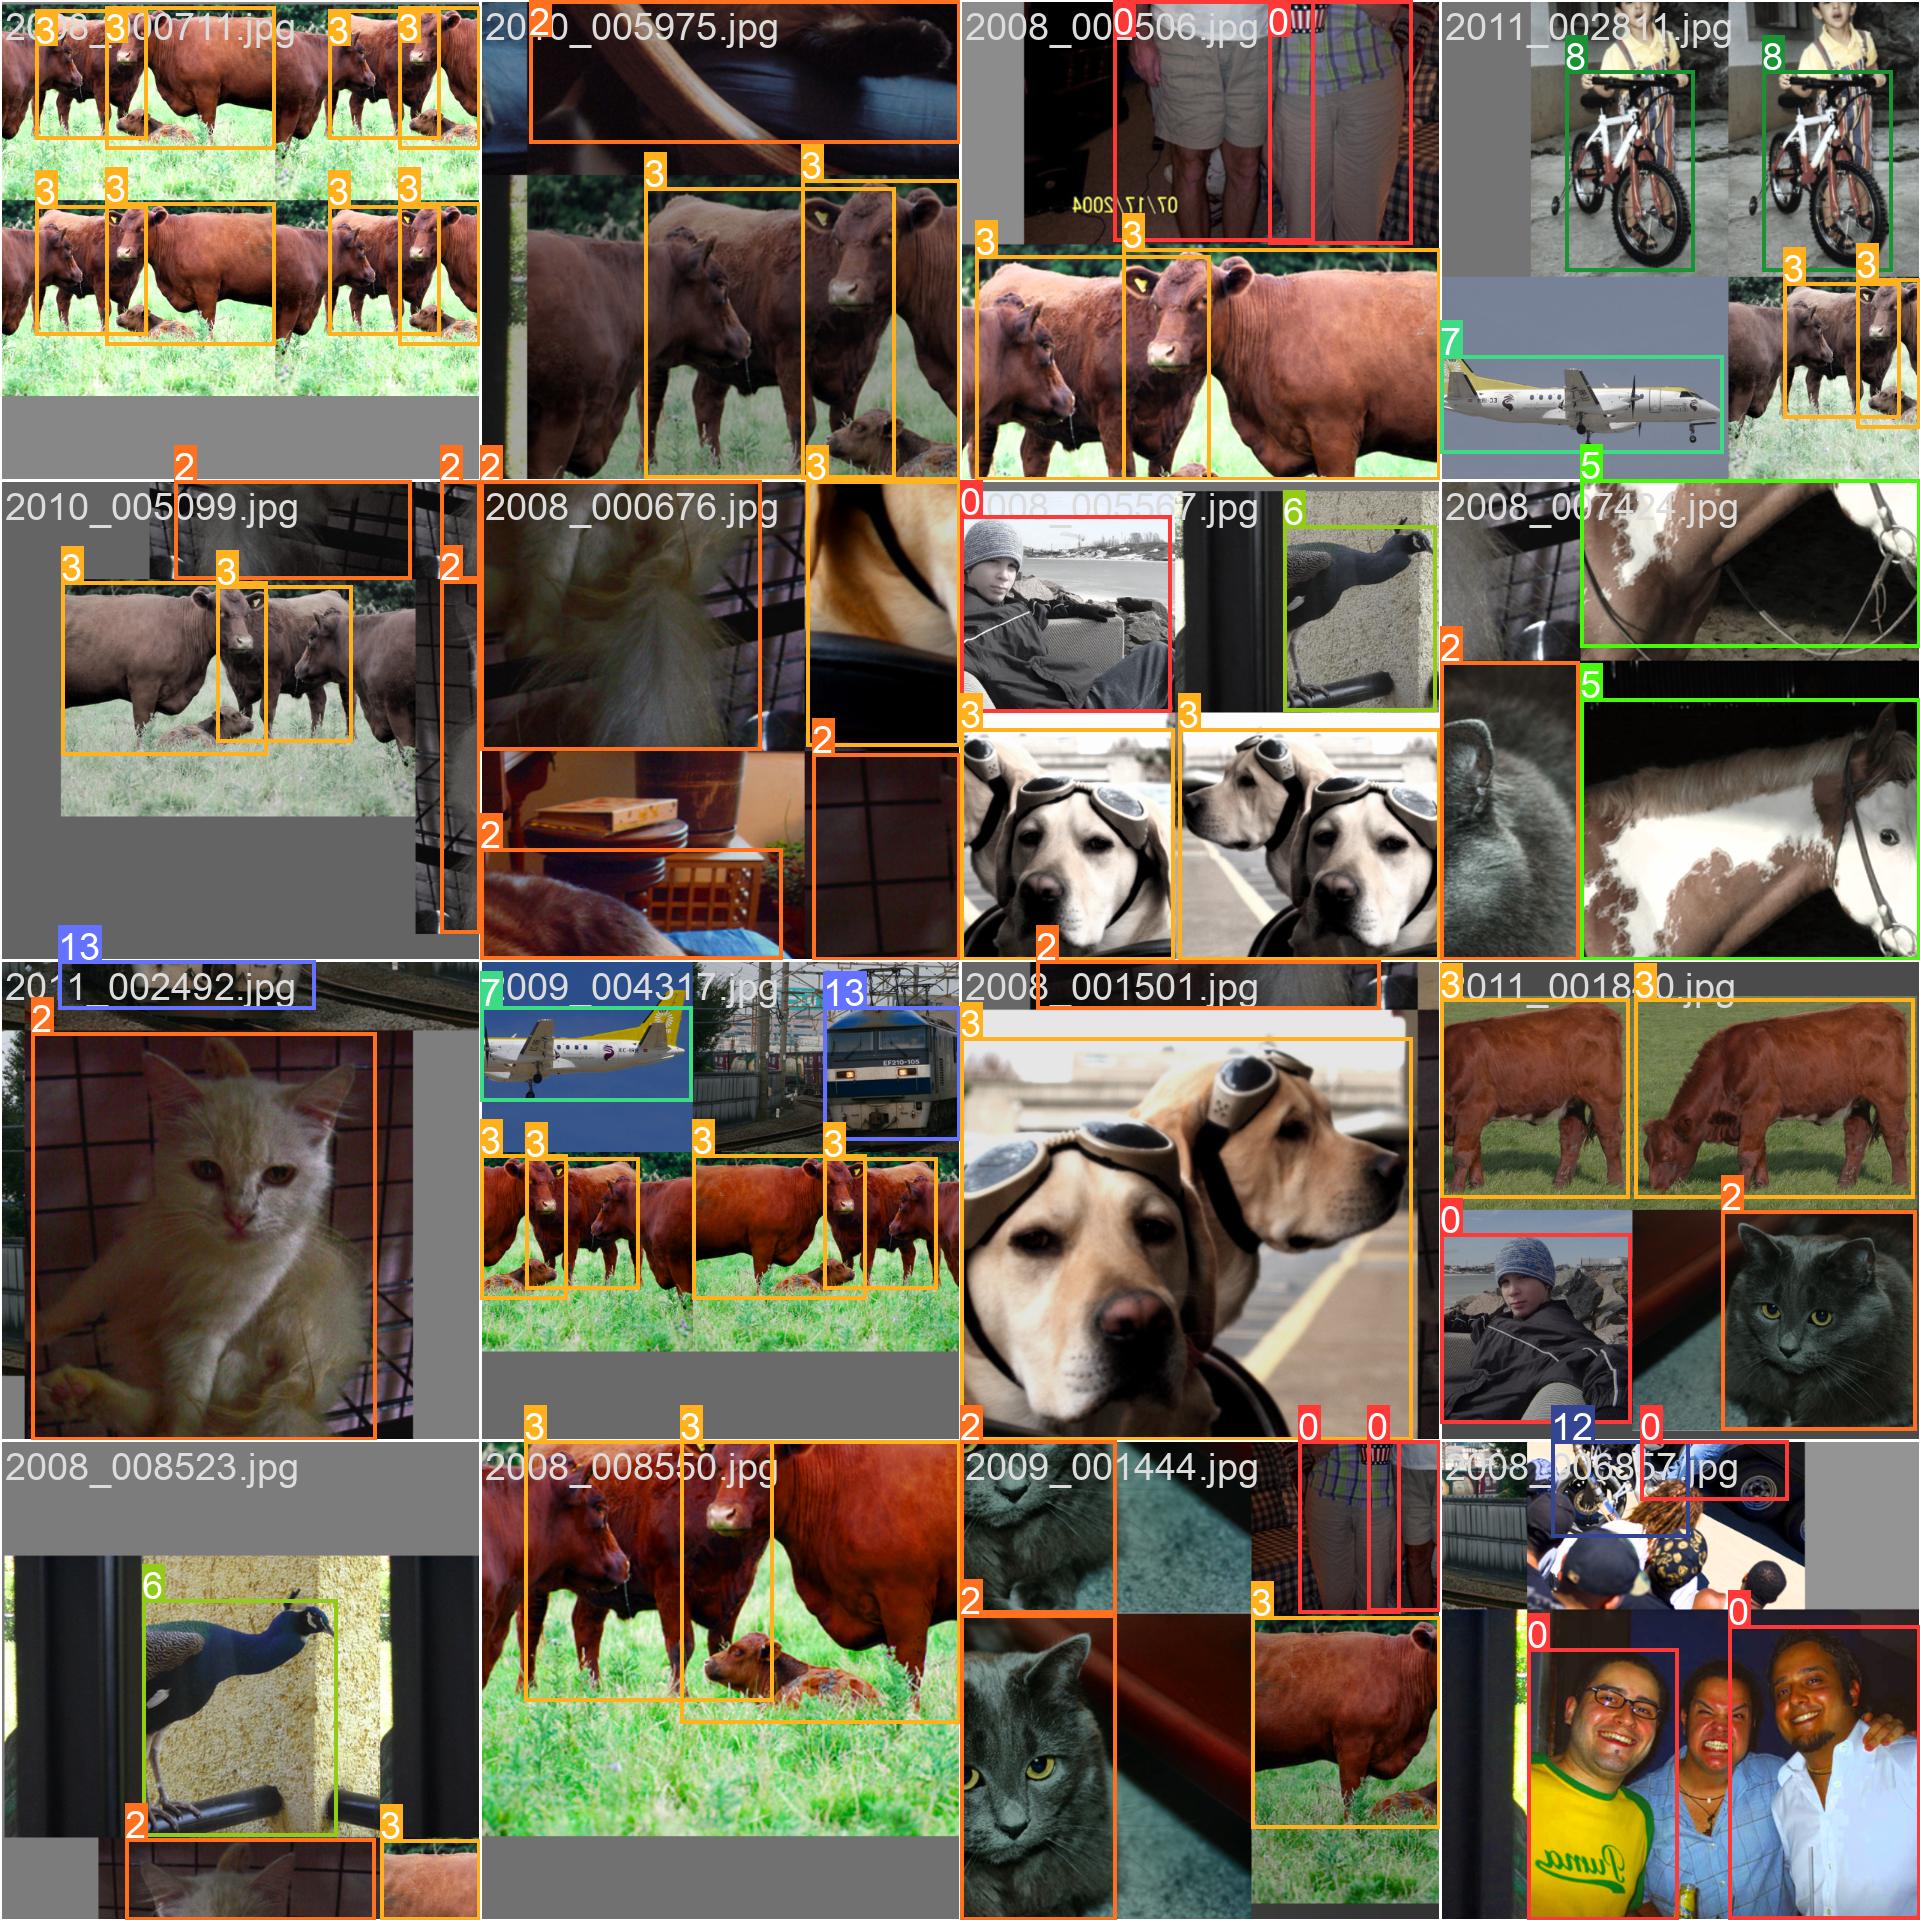 2008_000711.jpg
3 3 3 3
3 3 3 3
2010_005975.jpg
2
3 3
3
2008_000506.jpg
0 0
07/17/2004
3 3
2011_002811.jpg
8 8
3 3
7
5
2010_005099.jpg
2 2 2
2
3 3
2008_000676.jpg
2
2
2008_005567.jpg
0 6
3 3
2
2008_007424.jpg
2 5
13
2011_002492.jpg
2
2009_004317.jpg
7 13
EF210-105
3 3 3 3
2008_001501.jpg
3
2
0 0
2011_001840.jpg
3 3
2
0
12 0
2008_008523.jpg
6
2 3
2008_008550.jpg
3 3
2009_001444.jpg
2 3
2008_006857.jpg
0 0
Puma